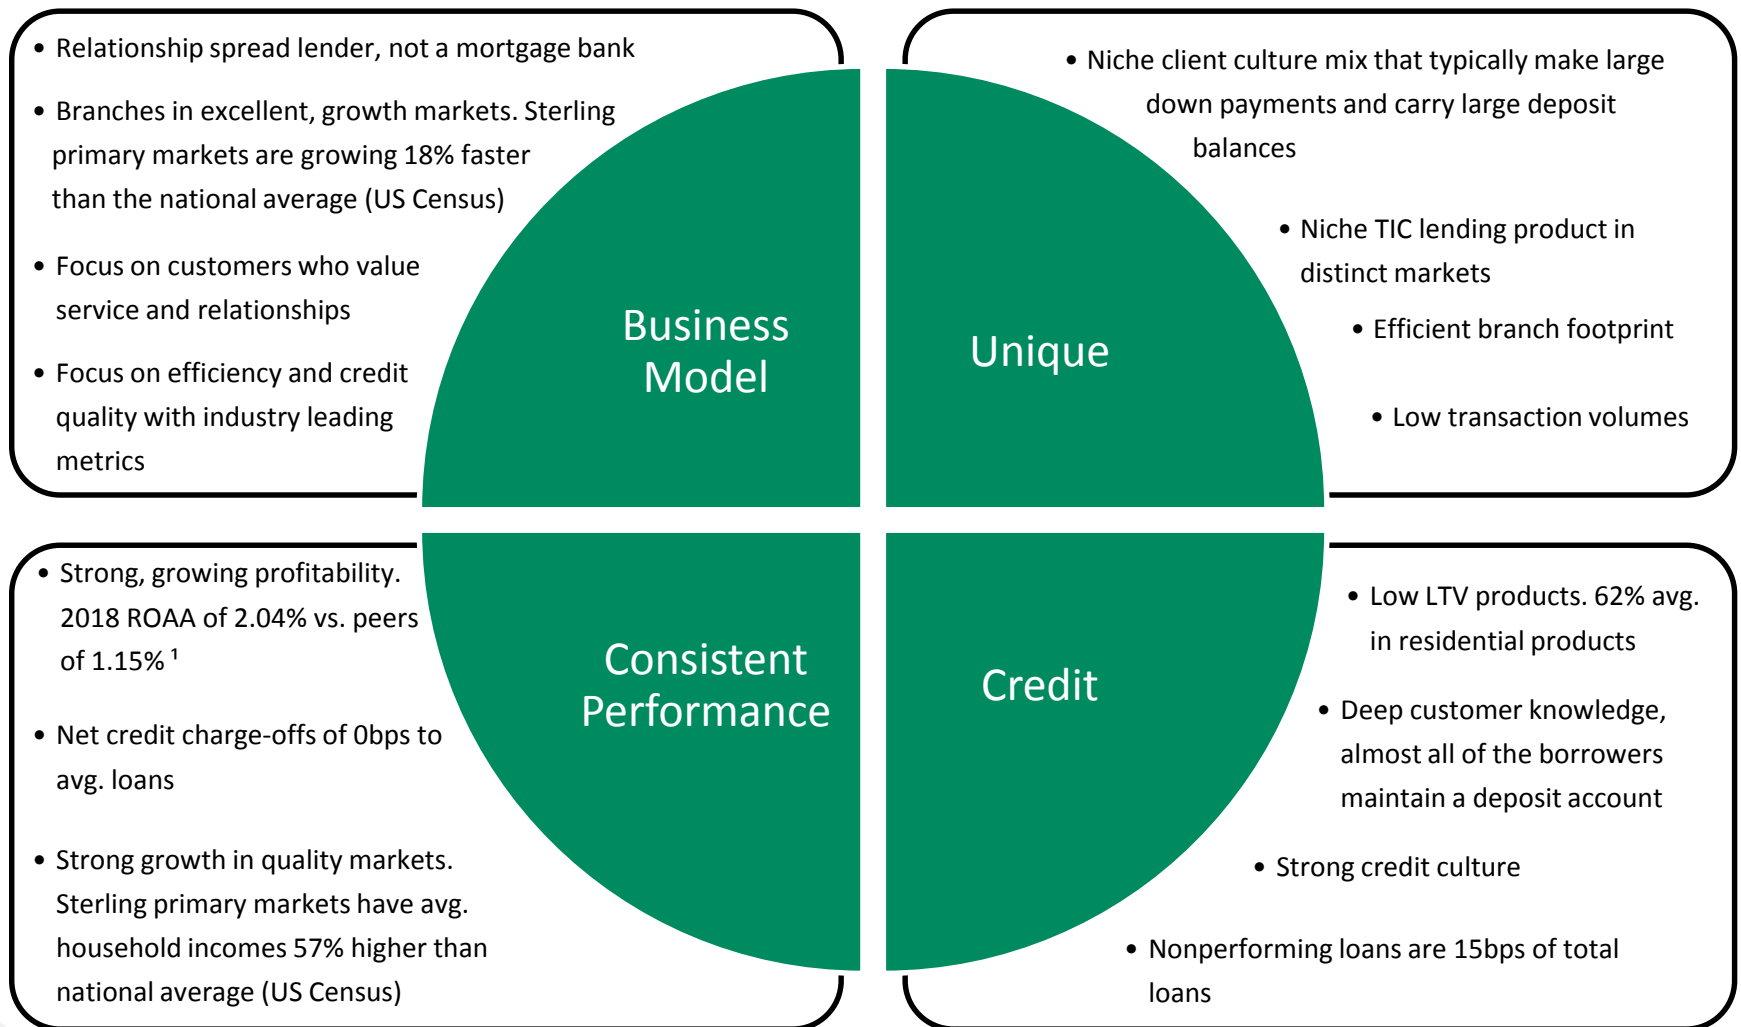 • Relationship spread lender, not a mortgage bank
• Branches in excellent, growth markets. Sterling
primary markets are growing 18% faster
than the national average (US Census)
• Focus on customers who value
service and relationships
• Focus on efficiency and credit
quality with industry leading
metrics
Business
Model
• Niche client culture mix that typically make large
down payments and carry large deposit
balances
• Niche TIC lending product in
distinct markets
• Efficient branch footprint
• Low transaction volumes
Unique
• Strong, growing profitability.
2018 ROAA of 2.04% vs. peers
of 1.15% ¹
• Net credit charge-offs of 0bps to
avg. loans
• Strong growth in quality markets.
Sterling primary markets have avg.
household incomes 57% higher than
national average (US Census)
Consistent
Performance
• Low LTV products. 62% avg.
in residential products
• Deep customer knowledge,
almost all of the borrowers
maintain a deposit account
• Strong credit culture
• Nonperforming loans are 15bps of total
loans
Credit